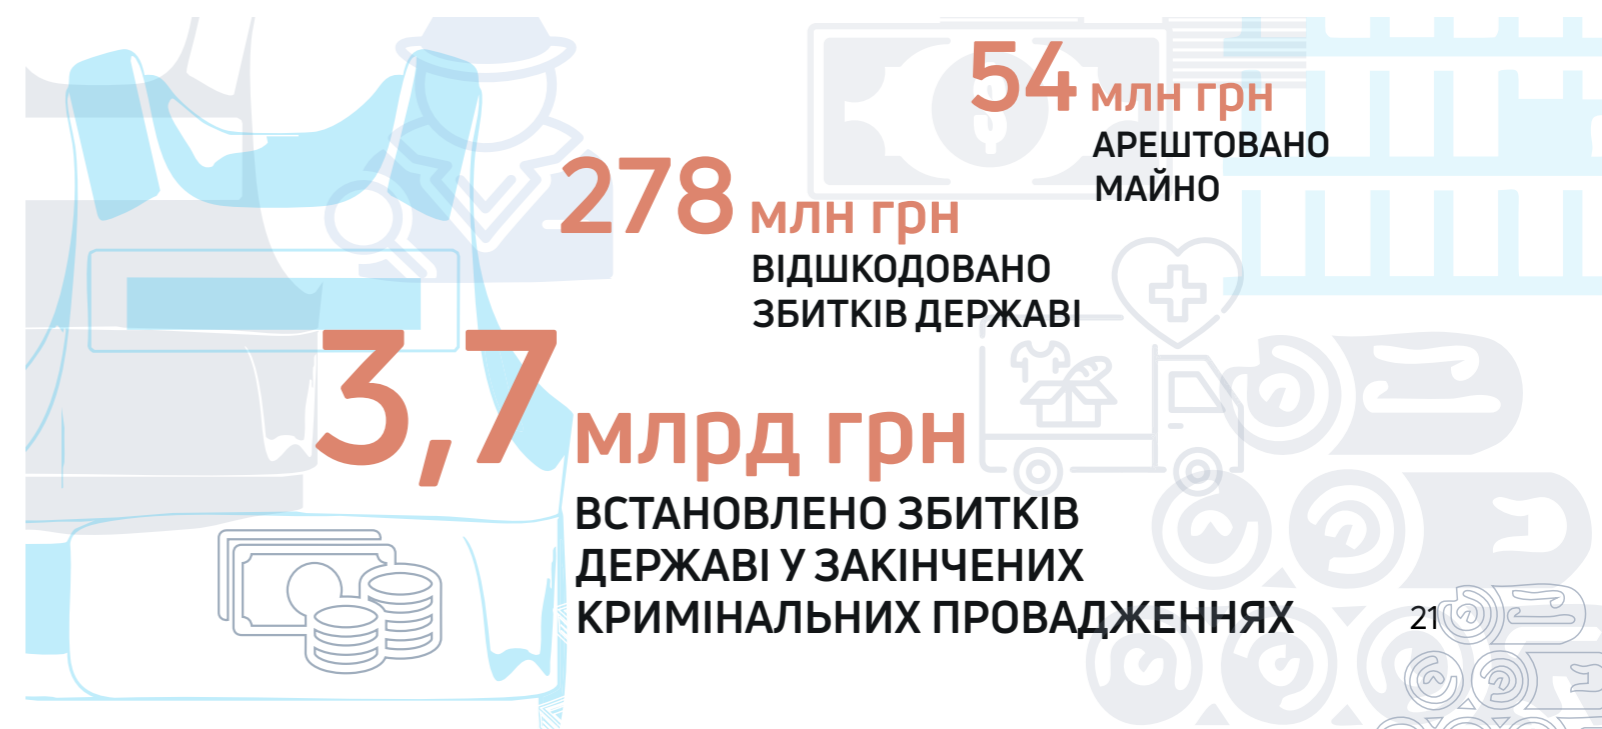 54 млн грн
АРЕШТОВАНО
МАЙНО
278 млн грн
ВІДШКОДОВАНО
ЗБИТКІВ ДЕРЖАВІ
3,7 млрд грн
ВСТАНОВЛЕНО ЗБИТКІВ
ДЕРЖАВІ У ЗАКІНЧЕНИХ
КРИМІНАЛЬНИХ ПРОВАДЖЕННЯХ
21